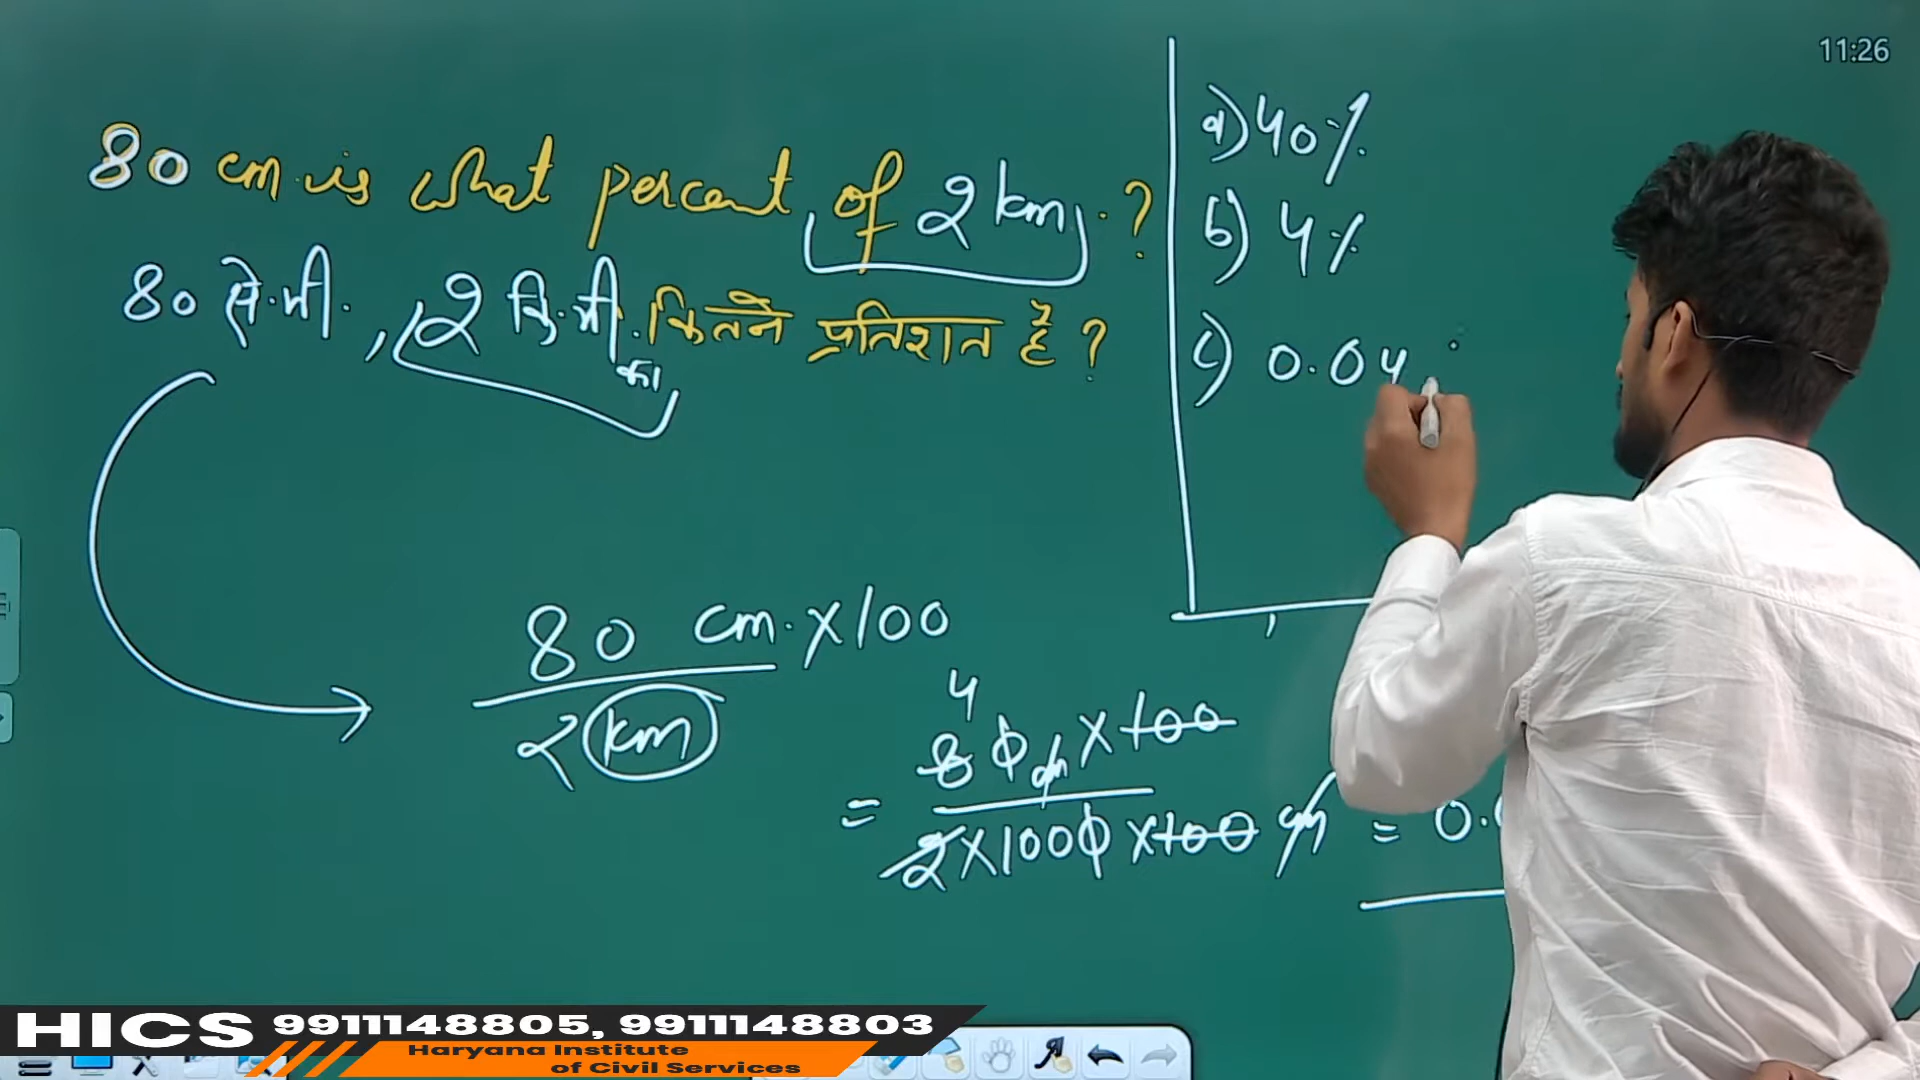 80 cm. is what percent of 2 km. ?
80 से.मी. , 2 कि.मी. का कितने प्रतिशत है ?
a) 40%
b) 4%
c) 0.04
80 cm. x 100
2 km
4
= 80 cm x 100
2 x 1000 x 100 cm = 0.
11:26
HICS 9911148805, 9911148803
Haryana Institute
of Civil Services